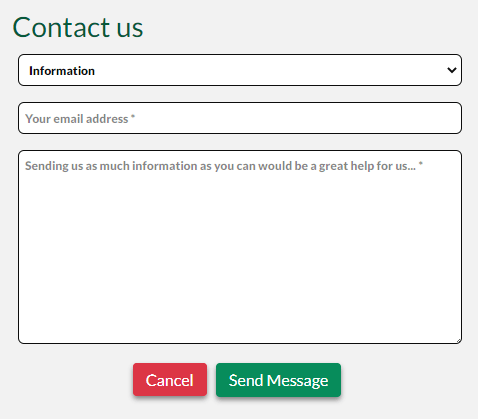 Contact us
Information
Your email address *
Sending us as much information as you can would be a great help for us... *
Cancel Send Message